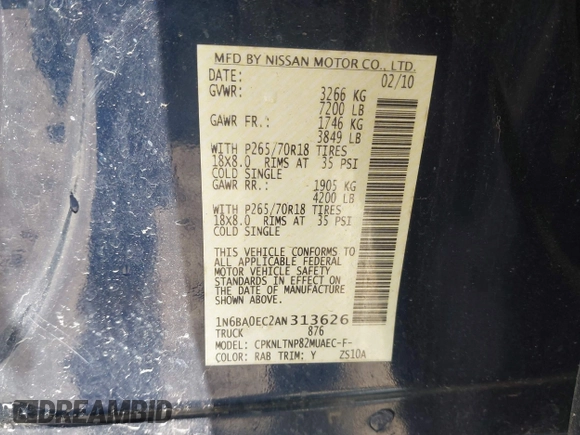 MFD BY NISSAN MOTOR CO., LTD.
DATE: 02/10
GVWR: 3266 KG
7200 LB
GAWR FR.: 1746 KG
3849 LB
WITH P265/70R18 TIRES
18X8.0 RIMS AT 35 PSI
COLD SINGLE
GAWR RR.: 1905 KG
4200 LB
WITH P265/70R18 TIRES
18X8.0 RIMS AT 35 PSI
COLD SINGLE
THIS VEHICLE CONFORMS TO
ALL APPLICABLE FEDERAL
MOTOR VEHICLE SAFETY
STANDARDS IN EFFECT ON
THE DATE OF MANUFACTURE
SHOWN ABOVE.
1N6BA0EC2AN313626
TRUCK 876
MODEL: CPKNLTNP82MUAEC-F-
COLOR: RAB TRIM: Y ZS10A
DREAMBID